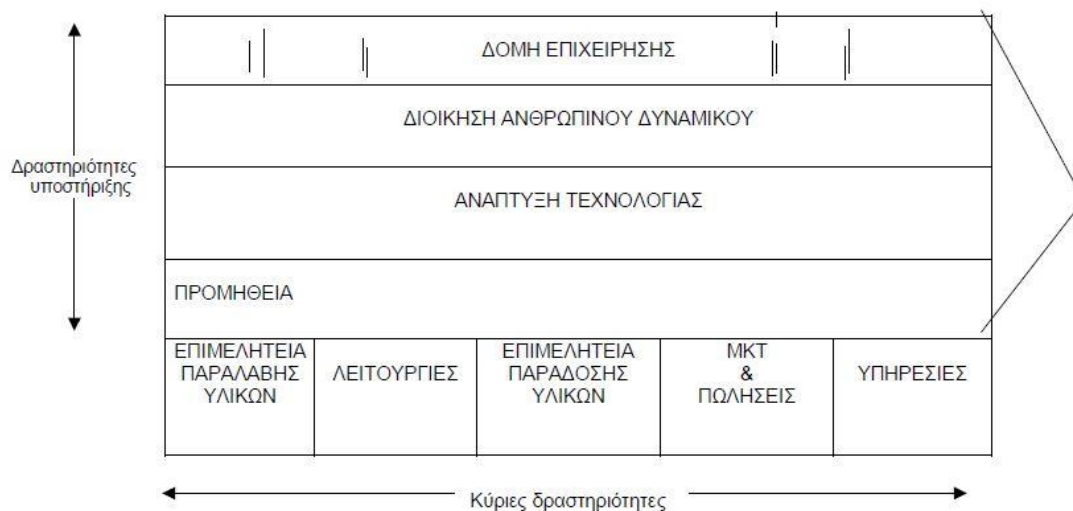 ΔΟΜΗ ΕΠΙΧΕΙΡΗΣΗΣ
ΔΙΟΙΚΗΣΗ ΑΝΘΡΩΠΙΝΟΥ ΔΥΝΑΜΙΚΟΥ
Δραστηριότητες
υποστήριξης
ΑΝΑΠΤΥΞΗ ΤΕΧΝΟΛΟΓΙΑΣ
ΠΡΟΜΗΘΕΙΑ
ΕΠΙΜΕΛΗΤΕΙΑ
ΠΑΡΑΛΑΒΗΣ
ΥΛΙΚΩΝ
ΛΕΙΤΟΥΡΓΙΕΣ
ΕΠΙΜΕΛΗΤΕΙΑ
ΠΑΡΑΔΟΣΗΣ
ΥΛΙΚΩΝ
ΜΚΤ
&
ΠΩΛΗΣΕΙΣ
ΥΠΗΡΕΣΙΕΣ
Κύριες δραστηριότητες